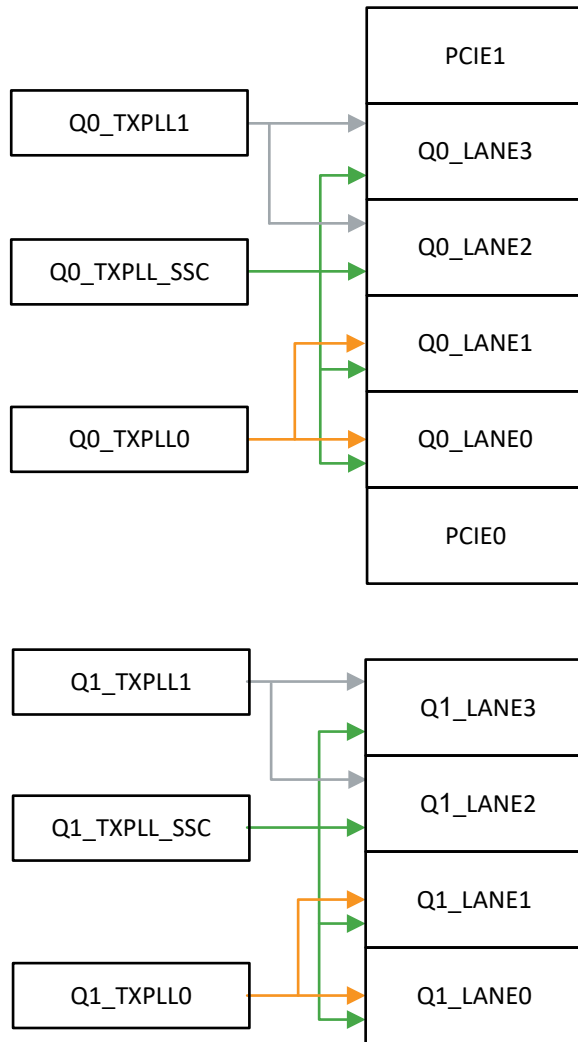 PCIE1
Q0_TXPLL1
Q0_LANE3
Q0_LANE2
Q0_TXPLL_SSC
Q0_LANE1
Q0_TXPLL0
Q0_LANE0
PCIE0
Q1_TXPLL1
Q1_LANE3
Q1_LANE2
Q1_TXPLL_SSC
Q1_LANE1
Q1_TXPLL0
Q1_LANE0